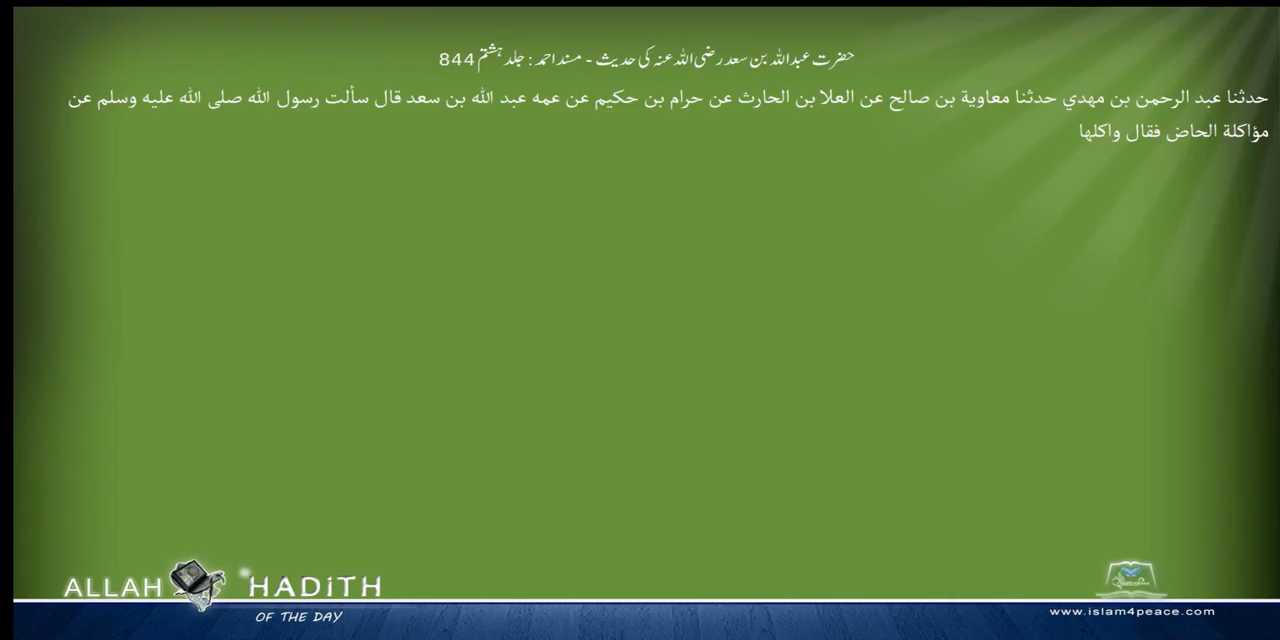 حضرت عبداللہ بن سعد رضی اللہ عنہ کی حدیث - مسند احمد : جلد ہشتم 844
حدثنا عبد الرحمن بن مهدي حدثنا معاوية بن صالح عن العلا بن الحارث عن حرام بن حكيم عن عمه عبد الله بن سعد قال سألت رسول الله صلى الله عليه وسلم عن
مؤاكلة الحاض فقال واكلها
ALLAH HADITH
OF THE DAY
www.islam4peace.com